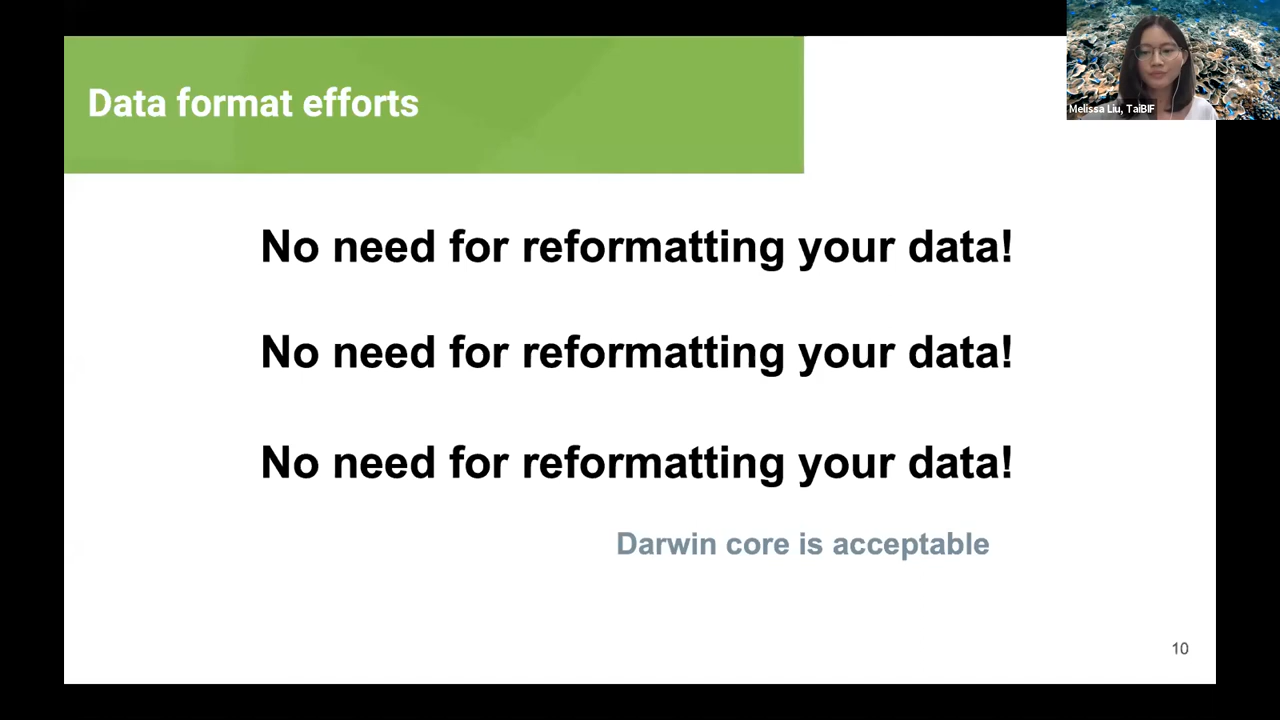 Data format efforts
Melissa Liu, TaiBIF
No need for reformatting your data!
No need for reformatting your data!
No need for reformatting your data!
Darwin core is acceptable
10